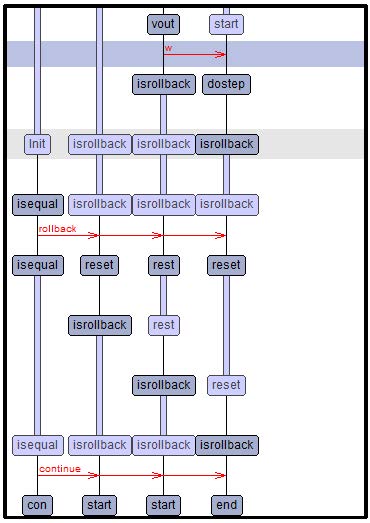 vout start
w
isrollback dostep
Init isrollback isrollback isrollback
isequal isrollback isrollback isrollback
rollback
isequal reset rest reset
isrollback rest
isrollback reset
isequal isrollback isrollback isrollback
continue
con start start end